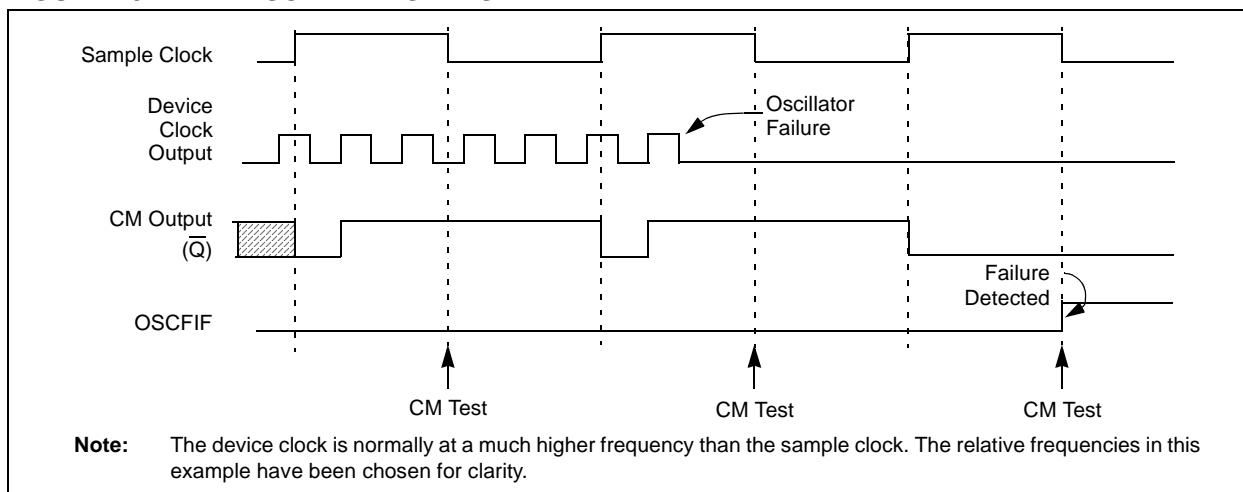 Sample Clock
Device
Clock
Output
Oscillator
Failure
CM Output
(Q̅)
Failure
Detected
OSCFIF
CM Test
CM Test
CM Test
Note: The device clock is normally at a much higher frequency than the sample clock. The relative frequencies in this
example have been chosen for clarity.